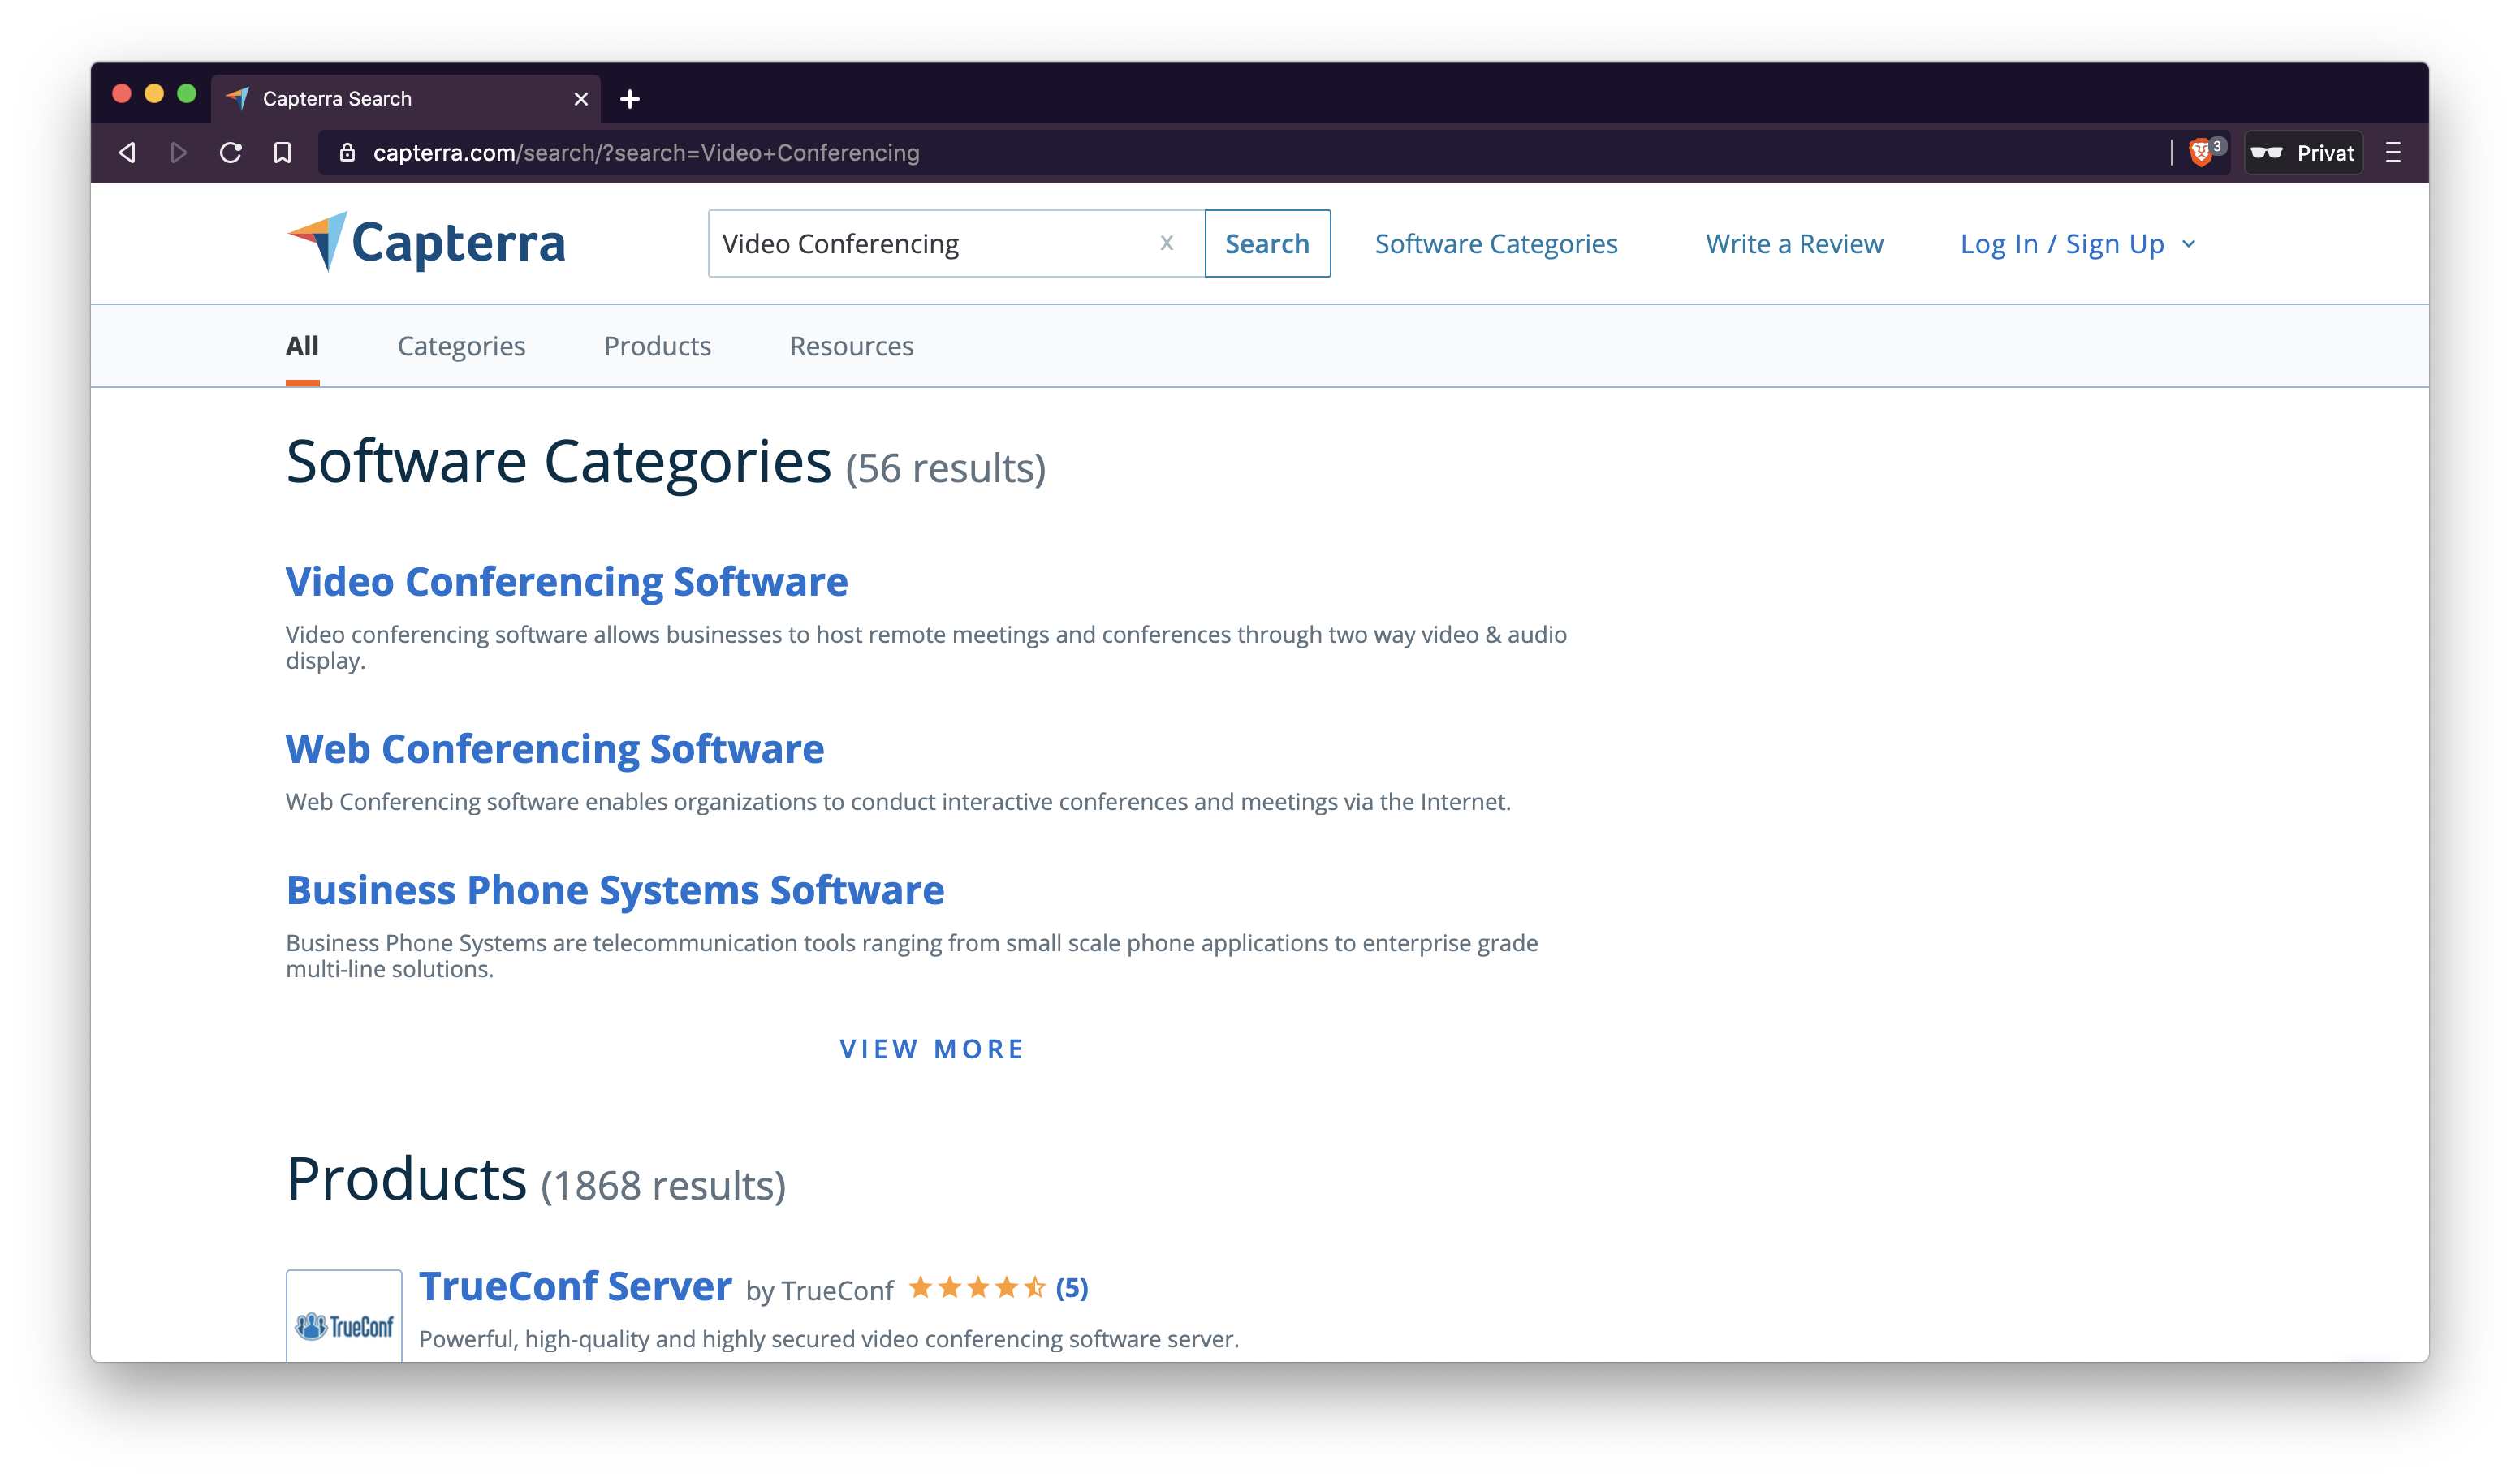 Capterra Search
capterra.com/search/?search=Video+Conferencing
3
Privat
Capterra
Video Conferencing
x
Search
Software Categories
Write a Review
Log In / Sign Up
All
Categories
Products
Resources
Software Categories (56 results)
Video Conferencing Software
Video conferencing software allows businesses to host remote meetings and conferences through two way video & audio
display.
Web Conferencing Software
Web Conferencing software enables organizations to conduct interactive conferences and meetings via the Internet.
Business Phone Systems Software
Business Phone Systems are telecommunication tools ranging from small scale phone applications to enterprise grade
multi-line solutions.
VIEW MORE
Products (1868 results)
TrueConf Server by TrueConf (5)
TrueConf
Powerful, high-quality and highly secured video conferencing software server.